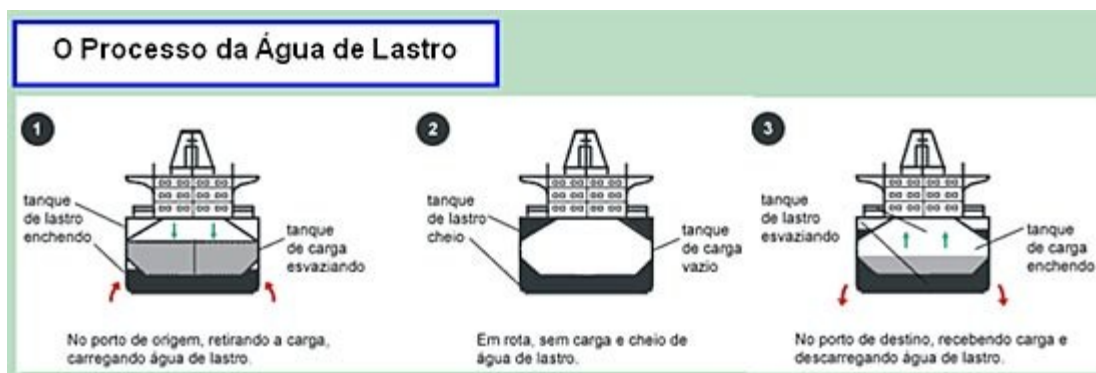 O Processo da Água de Lastro
1
tanque
de lastro
enchendo
tanque
de carga
esvaziando
No porto de origem, retirando a carga,
carregando água de lastro.
2
tanque
de lastro
cheio
tanque
de carga
vazio
Em rota, sem carga e cheio de
água de lastro.
3
tanque
de lastro
esvaziando
tanque
de carga
enchendo
No porto de destino, recebendo carga e
descarregando água de lastro.